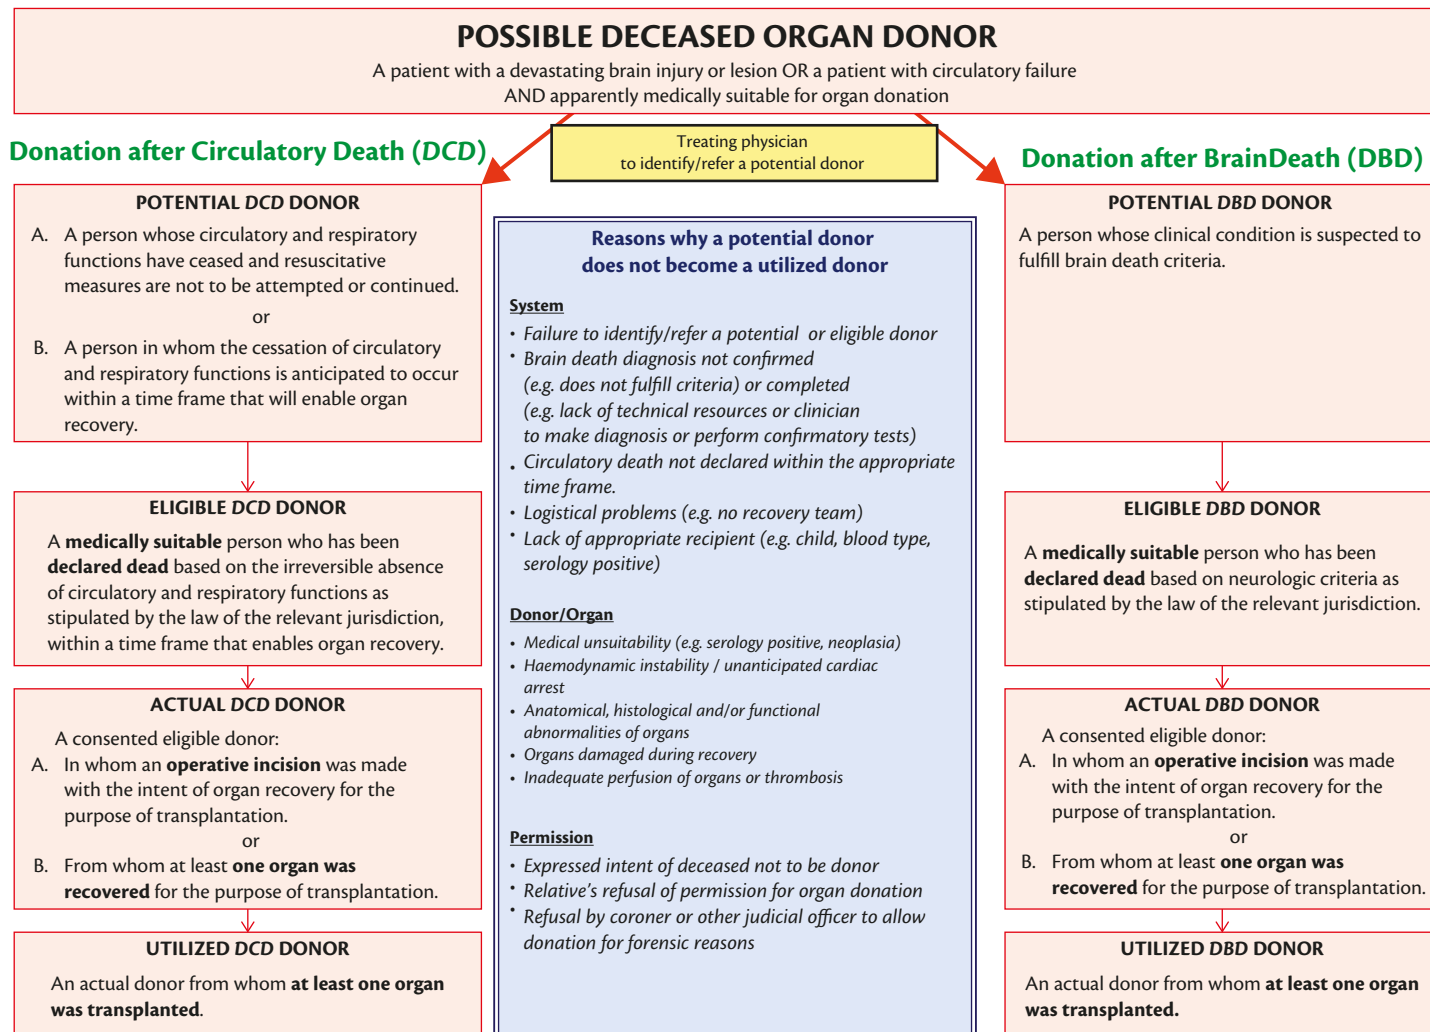 POSSIBLE DECEASED ORGAN DONOR
A patient with a devastating brain injury or lesion OR a patient with circulatory failure
AND apparently medically suitable for organ donation
Treating physician
to identify/refer a potential donor
Donation after Circulatory Death (DCD)
POTENTIAL DCD DONOR
A. A person whose circulatory and respiratory
functions have ceased and resuscitative
measures are not to be attempted or continued.
or
B. A person in whom the cessation of circulatory
and respiratory functions is anticipated to occur
within a time frame that will enable organ
recovery.
ELIGIBLE DCD DONOR
A medically suitable person who has been
declared dead based on the irreversible absence
of circulatory and respiratory functions as
stipulated by the law of the relevant jurisdiction,
within a time frame that enables organ recovery.
ACTUAL DCD DONOR
A consented eligible donor:
A. In whom an operative incision was made
with the intent of organ recovery for the
purpose of transplantation.
or
B. From whom at least one organ was
recovered for the purpose of transplantation.
UTILIZED DCD DONOR
An actual donor from whom at least one organ
was transplanted.
Reasons why a potential donor
does not become a utilized donor
System
• Failure to identify/refer a potential or eligible donor
• Brain death diagnosis not confirmed
(e.g. does not fulfill criteria) or completed
(e.g. lack of technical resources or clinician
to make diagnosis or perform confirmatory tests)
• Circulatory death not declared within the appropriate
time frame.
• Logistical problems (e.g. no recovery team)
• Lack of appropriate recipient (e.g. child, blood type,
serology positive)
Donor/Organ
• Medical unsuitability (e.g. serology positive, neoplasia)
• Haemodynamic instability / unanticipated cardiac
arrest
• Anatomical, histological and/or functional
abnormalities of organs
• Organs damaged during recovery
• Inadequate perfusion of organs or thrombosis
Permission
• Expressed intent of deceased not to be donor
• Relative's refusal of permission for organ donation
• Refusal by coroner or other judicial officer to allow
donation for forensic reasons
Donation after BrainDeath (DBD)
POTENTIAL DBD DONOR
A person whose clinical condition is suspected to
fulfill brain death criteria.
ELIGIBLE DBD DONOR
A medically suitable person who has been
declared dead based on neurologic criteria as
stipulated by the law of the relevant jurisdiction.
ACTUAL DBD DONOR
A consented eligible donor:
A. In whom an operative incision was made
with the intent of organ recovery for the
purpose of transplantation.
or
B. From whom at least one organ was
recovered for the purpose of transplantation.
UTILIZED DBD DONOR
An actual donor from whom at least one organ
was transplanted.